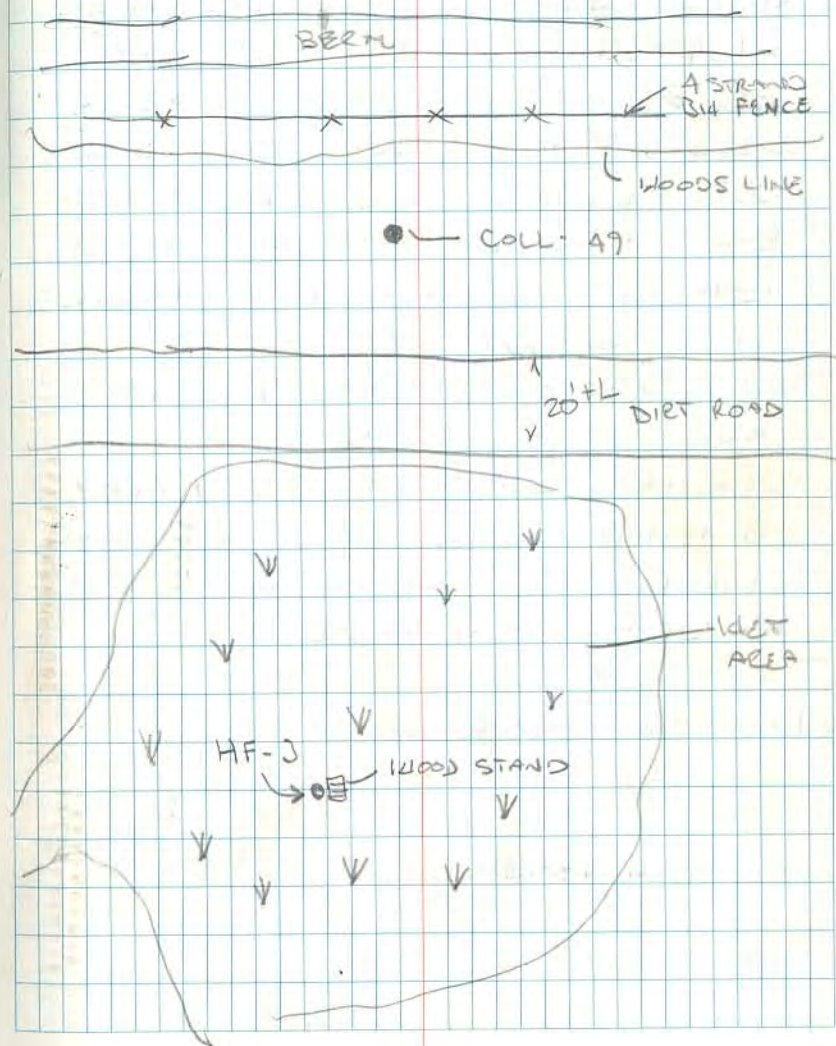 BERM
4 STRAND
BW FENCE
WOODS LINE
COLL- 49
20'+/-
DIRT ROAD
WET
AREA
HF-J
WOOD STAND